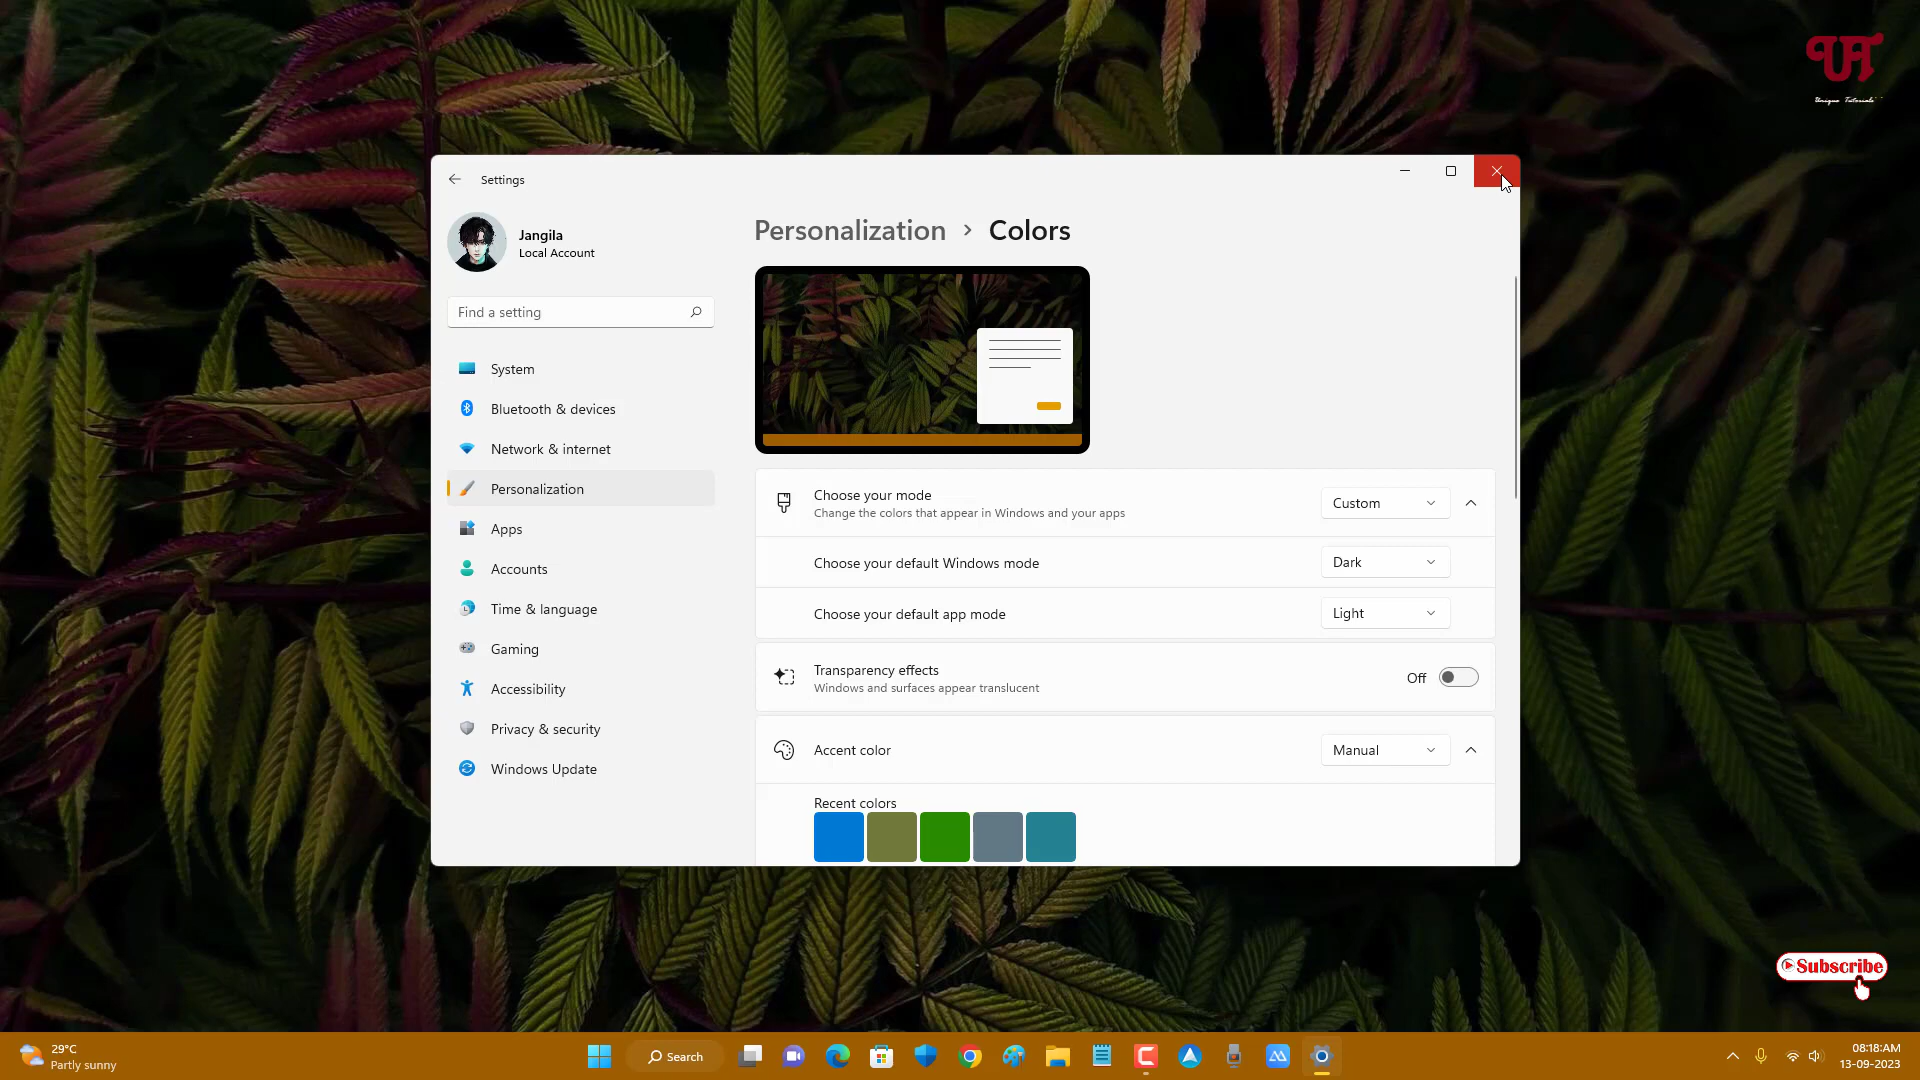 UT
Unique Tutorials
Settings
Jangila
Local Account
Find a setting
System
Bluetooth & devices
Network & internet
Personalization
Apps
Accounts
Time & language
Gaming
Accessibility
Privacy & security
Windows Update
Personalization > Colors
Choose your mode
Change the colors that appear in Windows and your apps
Custom
Choose your default Windows mode
Dark
Choose your default app mode
Light
Transparency effects
Windows and surfaces appear translucent
Off
Accent color
Manual
Recent colors
Subscribe
29°C
Partly sunny
Search
08:18:AM
13-09-2023